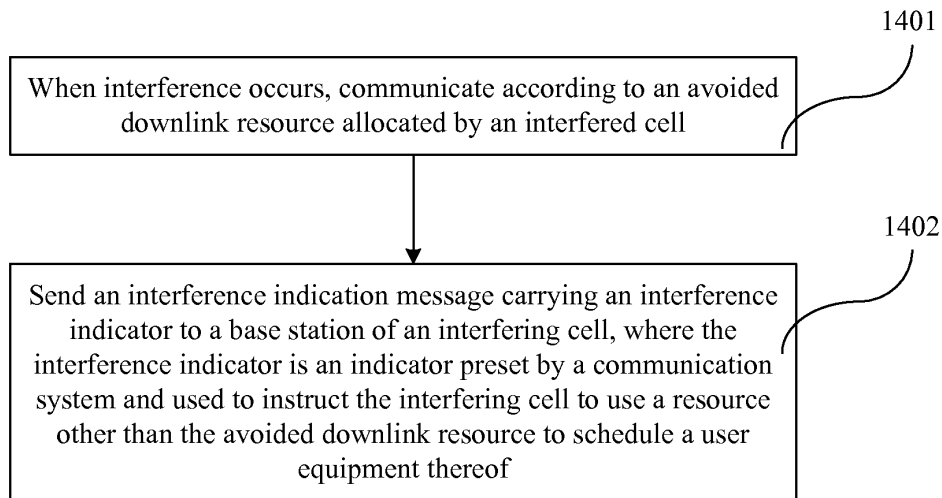 1401
When interference occurs, communicate according to an avoided
downlink resource allocated by an interfered cell
1402
Send an interference indication message carrying an interference
indicator to a base station of an interfering cell, where the
interference indicator is an indicator preset by a communication
system and used to instruct the interfering cell to use a resource
other than the avoided downlink resource to schedule a user
equipment thereof